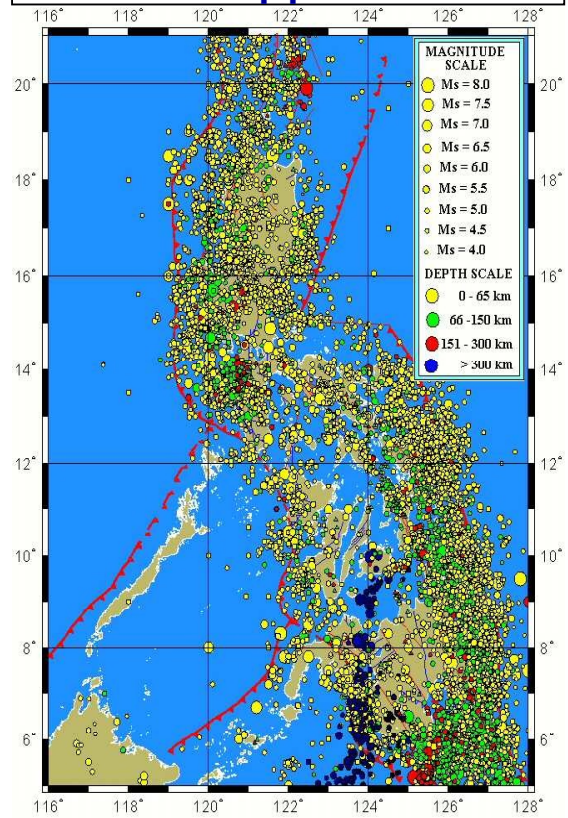 116° 118° 120° 122° 124° 126° 128°
MAGNITUDE
SCALE
Ms = 8.0
Ms = 7.5
Ms = 7.0
Ms = 6.5
Ms = 6.0
Ms = 5.5
Ms = 5.0
Ms = 4.5
Ms = 4.0
DEPTH SCALE
0 - 65 km
66 -150 km
151 - 300 km
> 300 km
20° 20°
18° 18°
16° 16°
14° 14°
12° 12°
10° 10°
8° 8°
6° 6°
116° 118° 120° 122° 124° 126° 128°